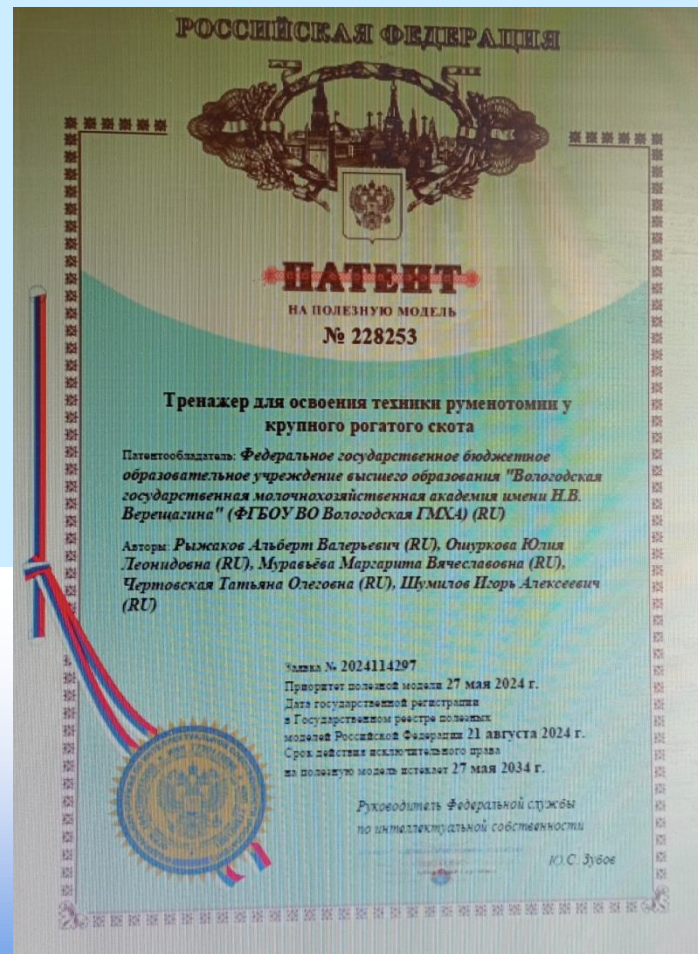 РОССИЙСКАЯ ФЕДЕРАЦИЯ
ПАТЕНТ
НА ПОЛЕЗНУЮ МОДЕЛЬ
№ 228253
Тренажер для освоения техники руменотомии у
крупного рогатого скота
Патентообладатель: Федеральное государственное бюджетное
образовательное учреждение высшего образования "Вологодская
государственная молочнохозяйственная академия имени Н.В.
Верещагина" (ФГБОУ ВО Вологодская ГМХА) (RU)
Авторы: Рыжаков Альберт Валерьевич (RU), Ошуркова Юлия
Леонидовна (RU), Муравьёва Маргарита Вячеславовна (RU),
Чертовская Татьяна Олеговна (RU), Шумилов Игорь Алексеевич
(RU)
Заявка № 2024114297
Приоритет полезной модели 27 мая 2024 г.
Дата государственной регистрации
в Государственном реестре полезных
моделей Российской Федерации 21 августа 2024 г.
Срок действия исключительного права
на полезную модель истекает 27 мая 2034 г.
Руководитель Федеральной службы
по интеллектуальной собственности
Ю.С. Зубов